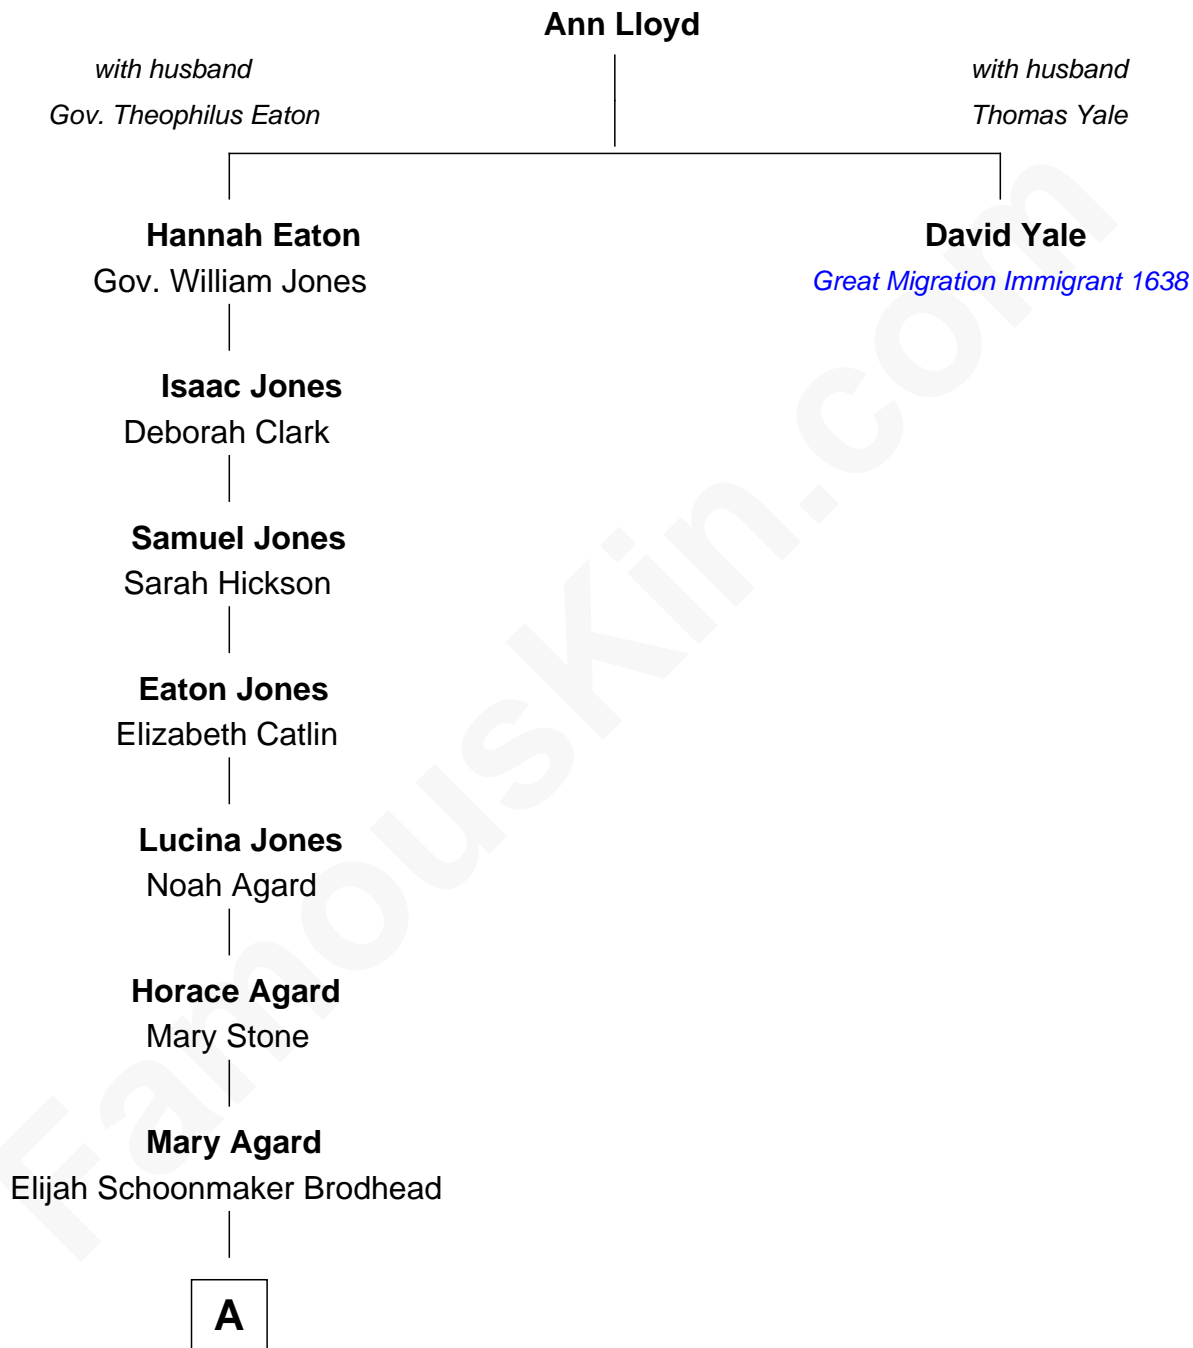 Ann Lloyd
with husband
Gov. Theophilus Eaton
with husband
Thomas Yale
Hannah Eaton
Gov. William Jones
David Yale
Great Migration Immigrant 1638
Isaac Jones
Deborah Clark
Samuel Jones
Sarah Hickson
Eaton Jones
Elizabeth Catlin
Lucina Jones
Noah Agard
Horace Agard
Mary Stone
Mary Agard
Elijah Schoonmaker Brodhead
A
FamousKin.com